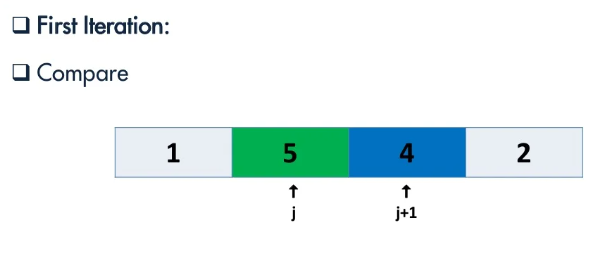 ❑ First Iteration:
❑ Compare
1 5 4 2
↑ ↑
j j+1